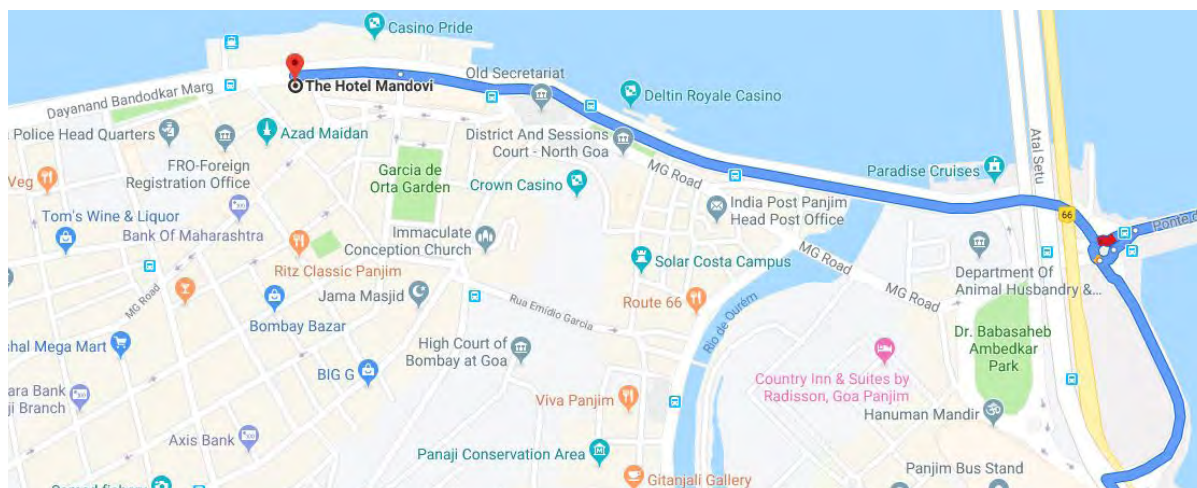 Casino Pride
The Hotel Mandovi
Old Secretariat
Dayanand Bandodkar Marg
Deltin Royale Casino
Police Head Quarters
Azad Maidan
District And Sessions
Court - North Goa
MG Road
Atal Setu
Paradise Cruises
FRO-Foreign
Registration Office
Garcia de
Orta Garden
Crown Casino
Veg
India Post Panjim
Head Post Office
66
Tom's Wine & Liquor
Bank Of Maharashtra
Immaculate
Conception Church
Ritz Classic Panjim
Solar Costa Campus
MG Road
Department Of
Animal Husbandry &...
MG Road
Jama Masjid
Rua Emidio Garcia
Route 66
Rio de Ourém
MG Road
Bombay Bazar
High Court of
Bombay at Goa
Dr. Babasaheb
Ambedkar
Park
Mega Mart
BIG G
Country Inn & Suites by
Radisson, Goa Panjim
Bank
Branch
Viva Panjim
Hanuman Mandir
Axis Bank
Panaji Conservation Area
Gitanjali Gallery
Panjim Bus Stand